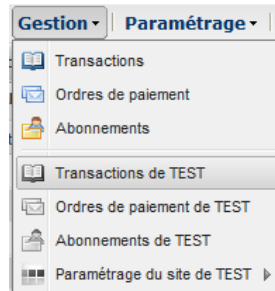 Gestion Paramétrage
Transactions
Ordres de paiement
Abonnements
Transactions de TEST
Ordres de paiement de TEST
Abonnements de TEST
Paramétrage du site de TEST